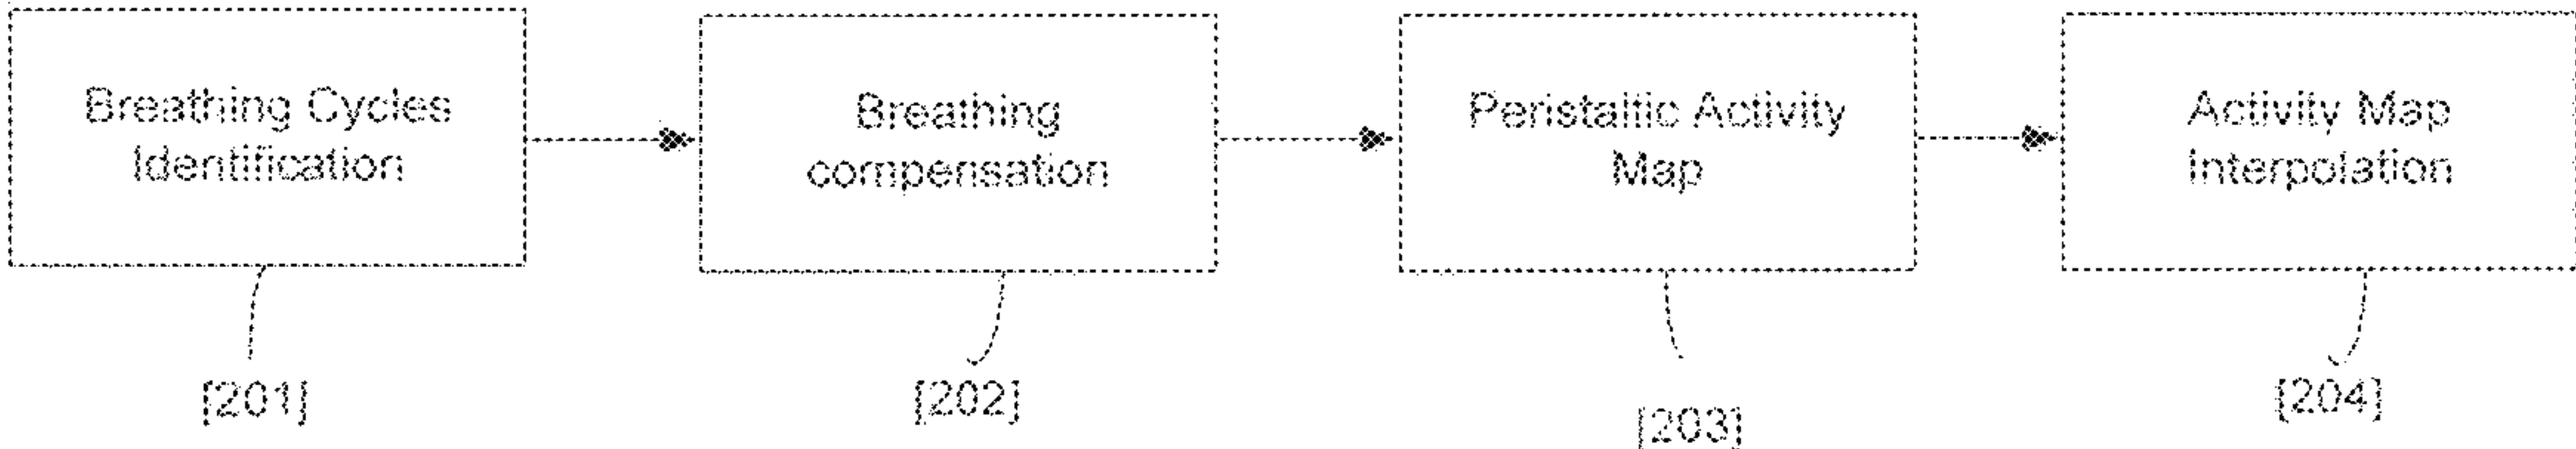 Breathing Cycles
Identification
Breathing
compensation
Peristaltic Activity
Map
Activity Map
Interpolation
[201]
[202]
[203]
[204]